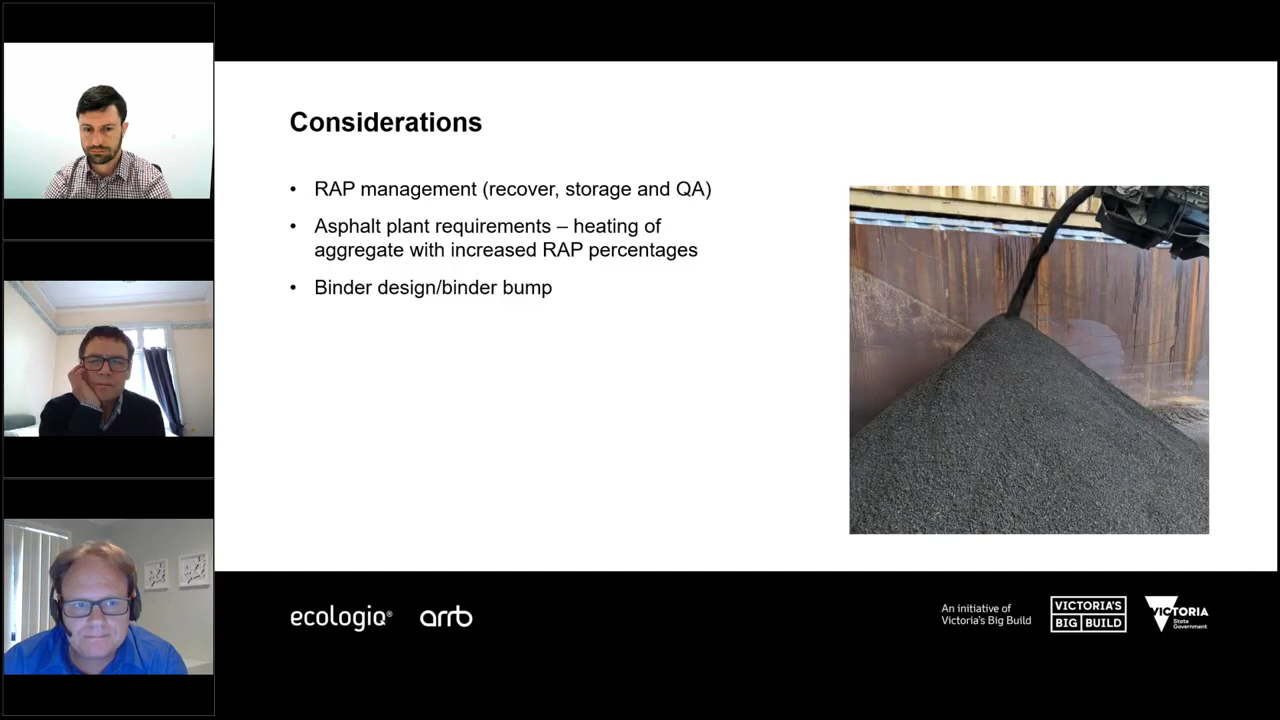 Considerations
• RAP management (recover, storage and QA)
• Asphalt plant requirements – heating of
aggregate with increased RAP percentages
• Binder design/binder bump
ecologiq®
arrb
An initiative of
Victoria's Big Build
VICTORIA'S
BIG BUILD
VICTORIA
State
Government